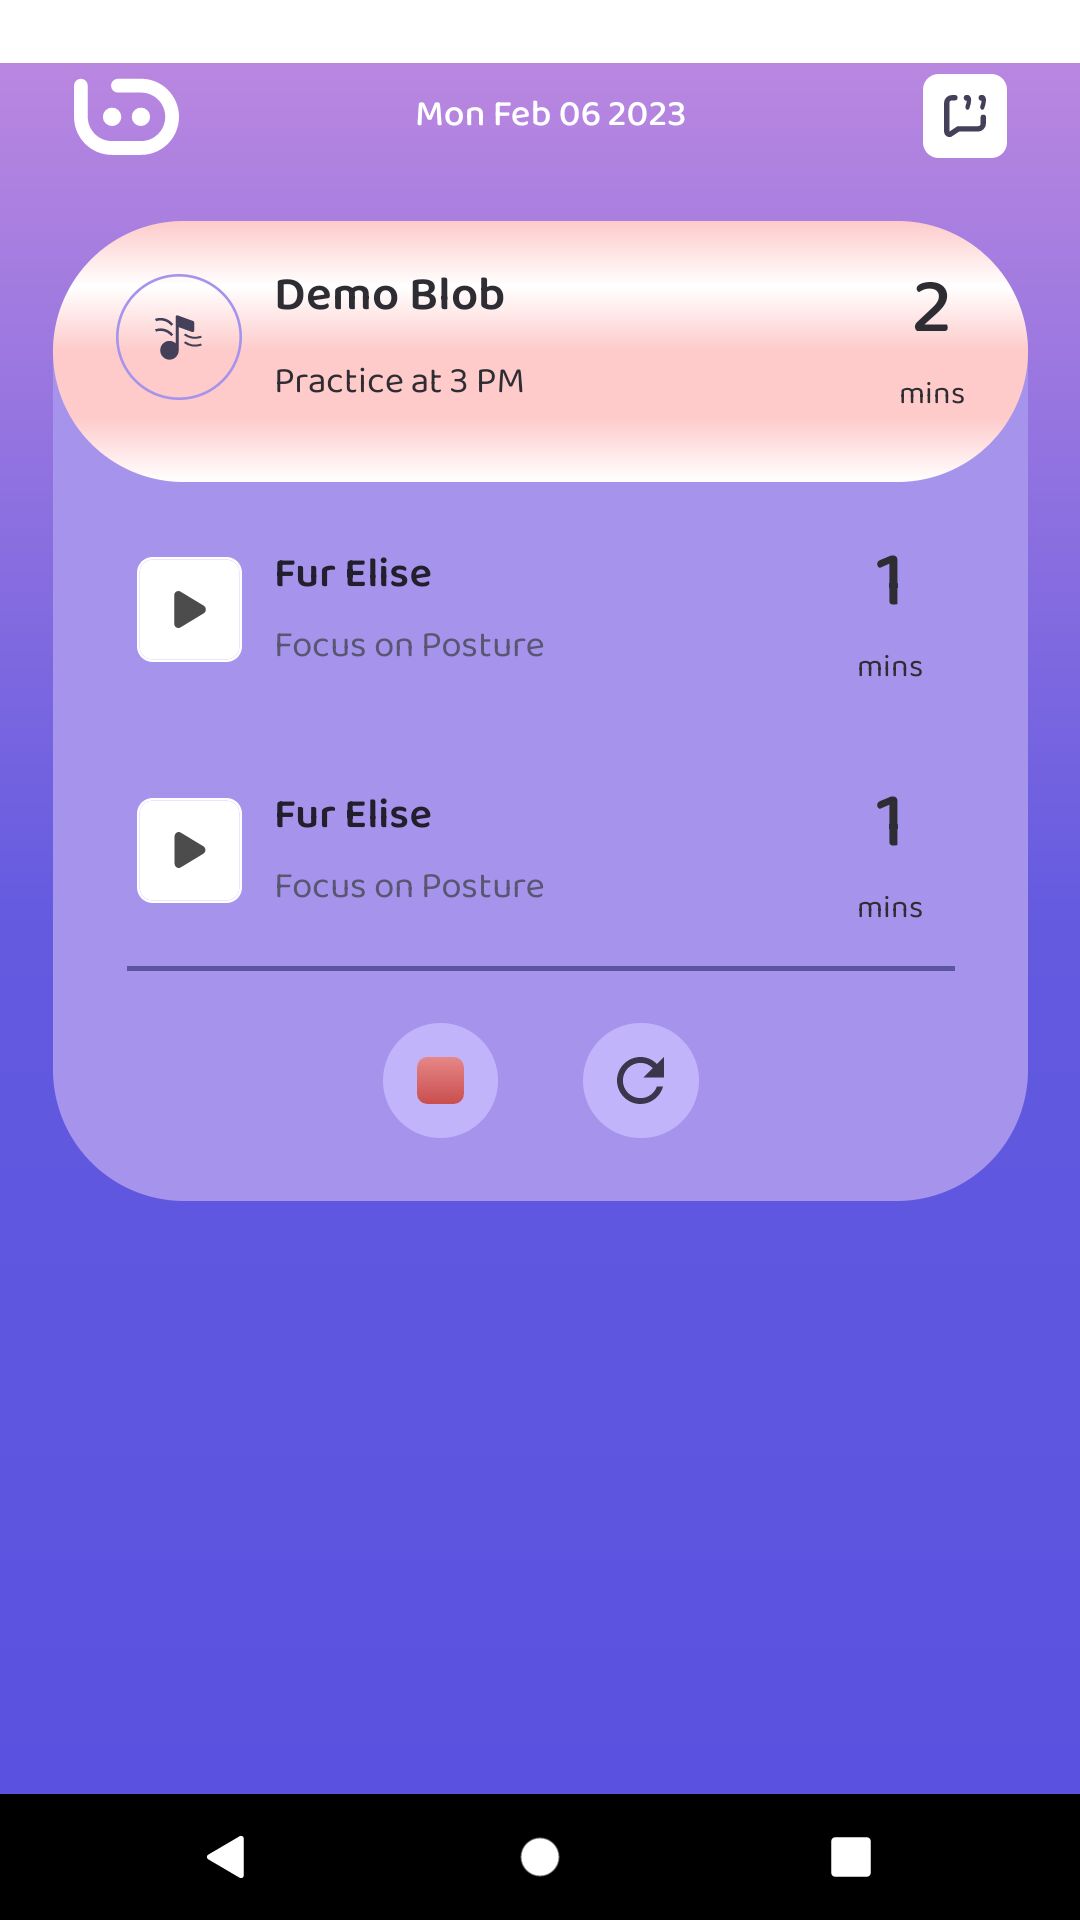 Mon Feb 06 2023
Demo Blob
2
Practice at 3 PM
mins
Fur Elise
1
Focus on Posture
mins
Fur Elise
1
Focus on Posture
mins